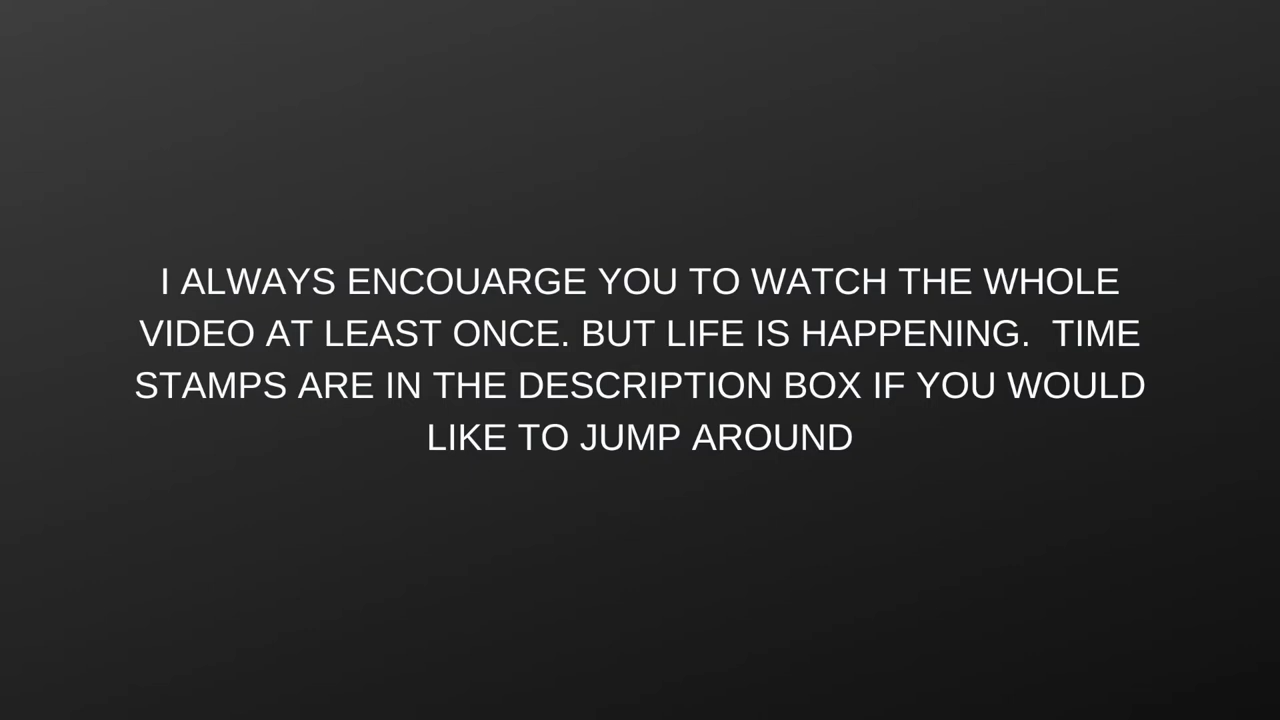 I ALWAYS ENCOUARGE YOU TO WATCH THE WHOLE
VIDEO AT LEAST ONCE. BUT LIFE IS HAPPENING.  TIME
STAMPS ARE IN THE DESCRIPTION BOX IF YOU WOULD
LIKE TO JUMP AROUND